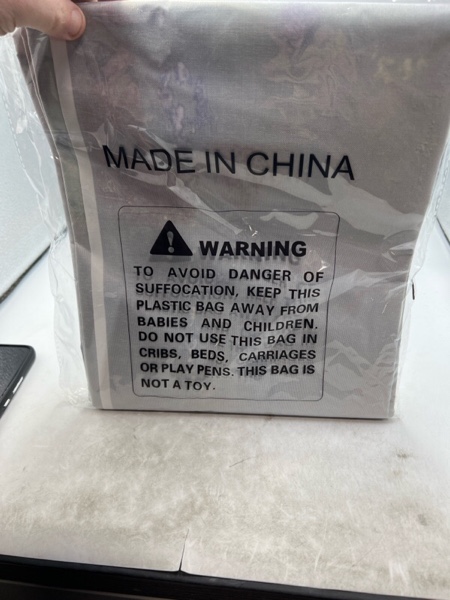 MADE IN CHINA
WARNING
TO AVOID DANGER OF
SUFFOCATION, KEEP THIS
PLASTIC BAG AWAY FROM
BABIES AND CHILDREN.
DO NOT USE THIS BAG IN
CRIBS, BEDS, CARRIAGES
OR PLAY PENS. THIS BAG IS
NOT A TOY.